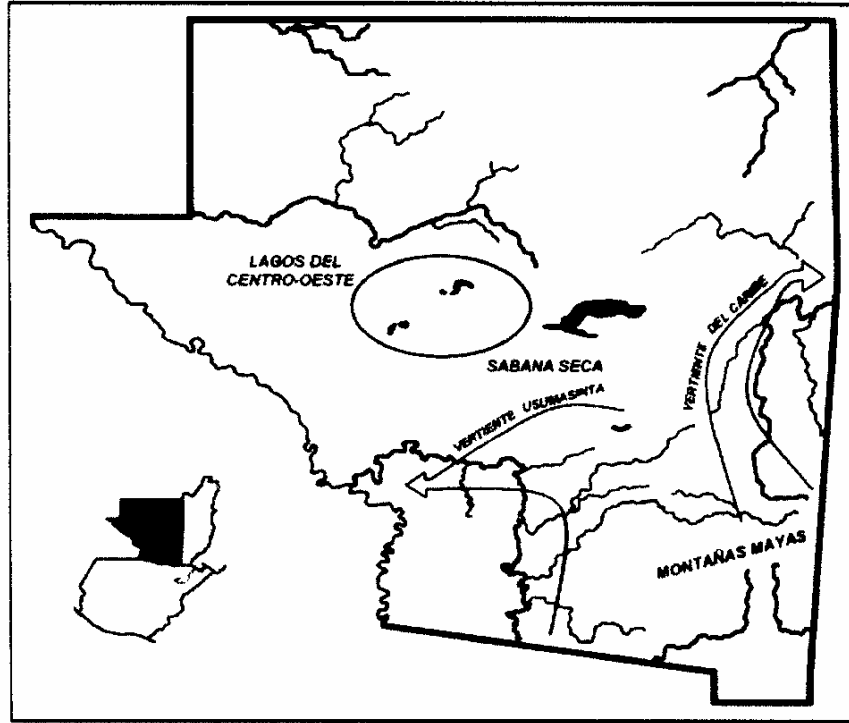 LAGOS DEL
CENTRO-OESTE
SABANA SECA
VERTIENTE DEL CARIBE
VERTIENTE USUMASINTA
MONTAÑAS MAYAS